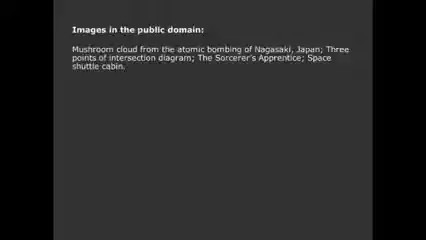 Images in the public domain:
Mushroom cloud from the atomic bombing of Nagasaki, Japan; Three
points of intersection diagram; The Sorcerer's Apprentice; Space
shuttle cabin.